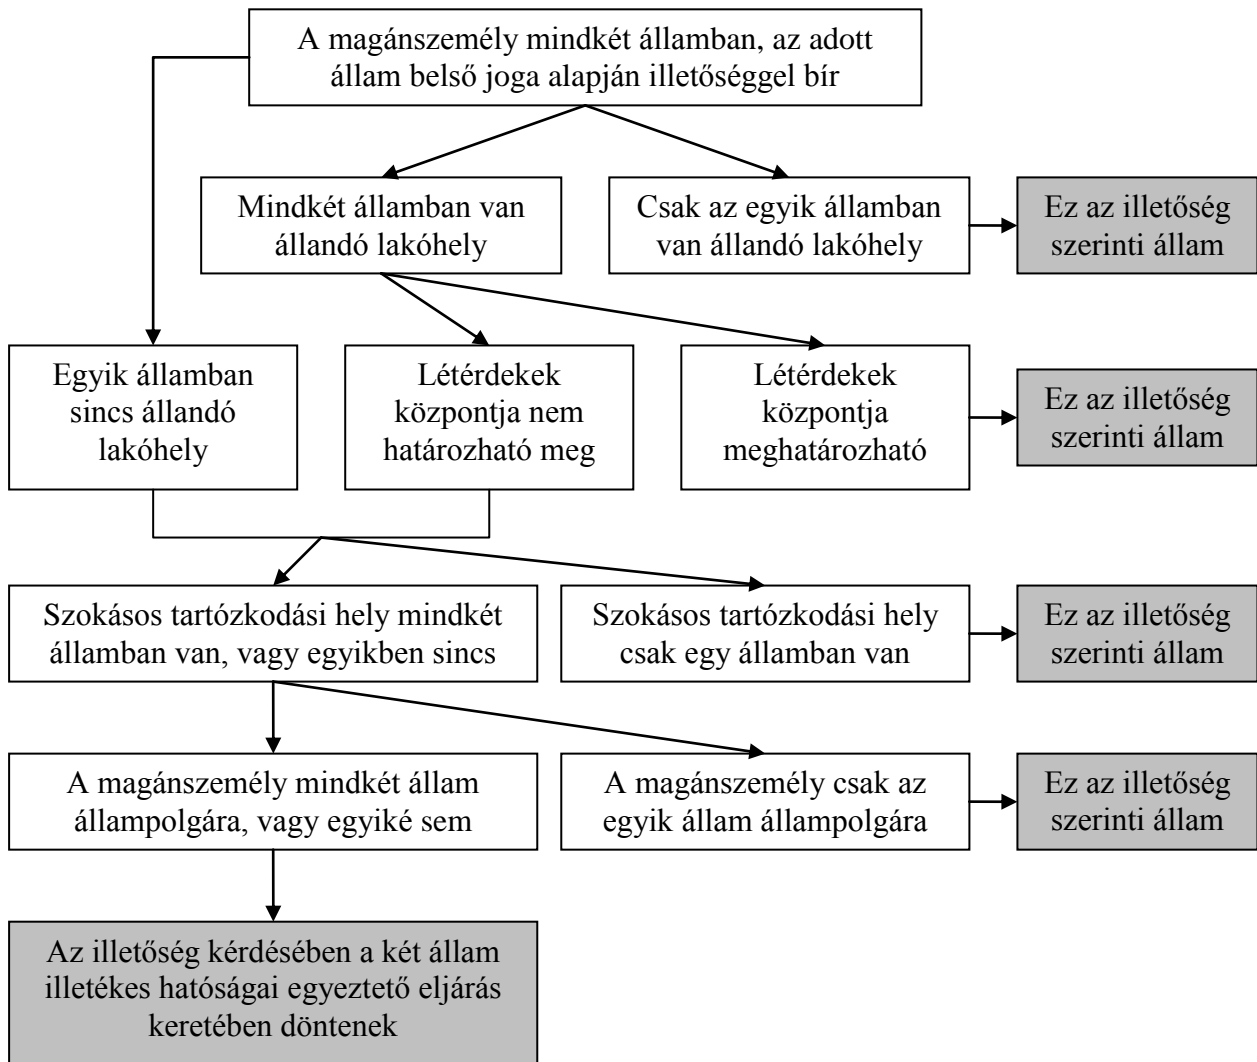 A magánszemély mindkét államban, az adott
állam belső joga alapján illetőséggel bír
Mindkét államban van
állandó lakóhely
Csak az egyik államban
van állandó lakóhely
Ez az illetőség
szerinti állam
Egyik államban
sincs állandó
lakóhely
Létérdekek
központja nem
határozható meg
Létérdekek
központja
meghatározható
Ez az illetőség
szerinti állam
Szokásos tartózkodási hely mindkét
államban van, vagy egyikben sincs
Szokásos tartózkodási hely
csak egy államban van
Ez az illetőség
szerinti állam
A magánszemély mindkét állam
állampolgára, vagy egyiké sem
A magánszemély csak az
egyik állam állampolgára
Ez az illetőség
szerinti állam
Az illetőség kérdésében a két állam
illetékes hatóságai egyeztető eljárás
keretében döntenek